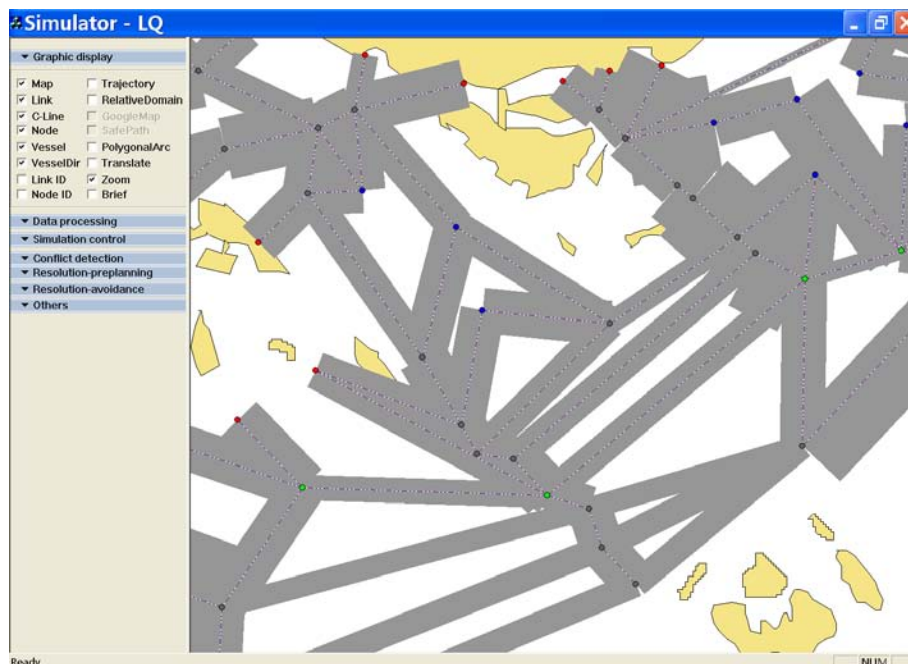 Simulator - LQ
Graphic display
Map Trajectory
Link RelativeDomain
C-Line GoogleMap
Node SafePath
Vessel PolygonalArc
VesselDir Translate
Link ID Zoom
Node ID Brief
Data processing
Simulation control
Conflict detection
Resolution-preplanning
Resolution-avoidance
Others
Ready NUM